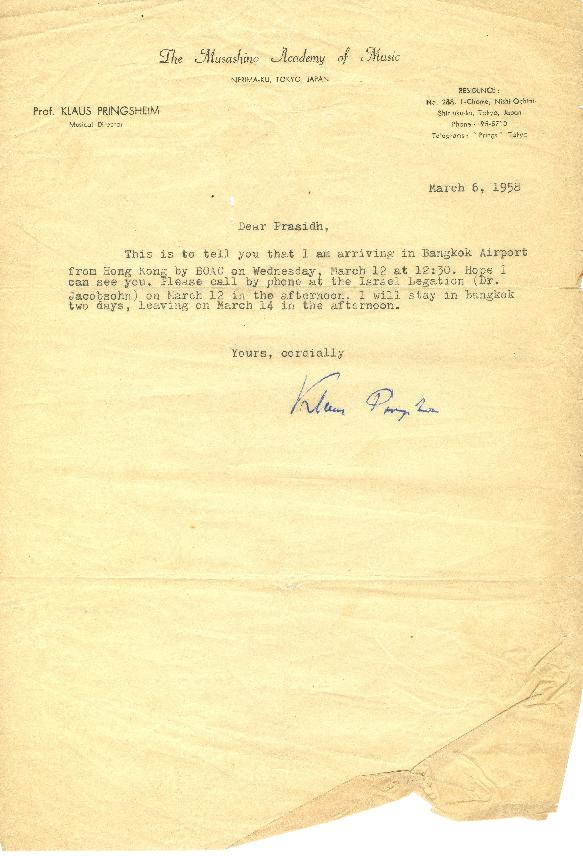 The Musashino Academy of Music
NERIMA-KU, TOKYO, JAPAN
Prof. KLAUS PRINGSHEIM
Musical Director
RESIDENCE:
No. 288, 1-Chome, Nishi-Ochiai
Shinjuku-ku, Tokyo, Japan
Phone: 95-5710
Telegrams: "Prings" Tokyo
March 6, 1958
Dear Prasidh,
This is to tell you that I am arriving in Bangkok Airport
from Hong Kong by BOAC on Wednesday, March 12 at 12:30. Hope I
can see you. Please call by phone at the Israel Legation (Dr.
Jacobsohn) on March 12 in the afternoon. I will stay in Bangkok
two days, leaving on March 14 in the afternoon.
Yours, cordially
Klaus Pringsheim